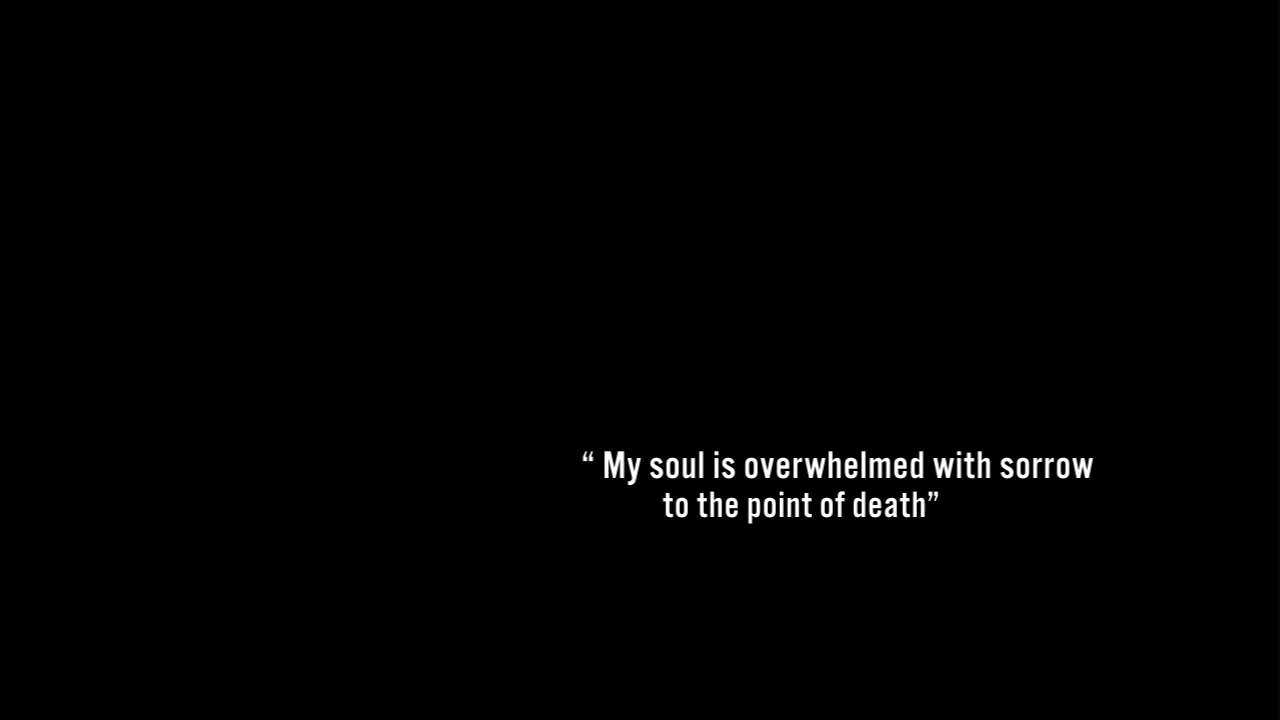 “ My soul is overwhelmed with sorrow
to the point of death”